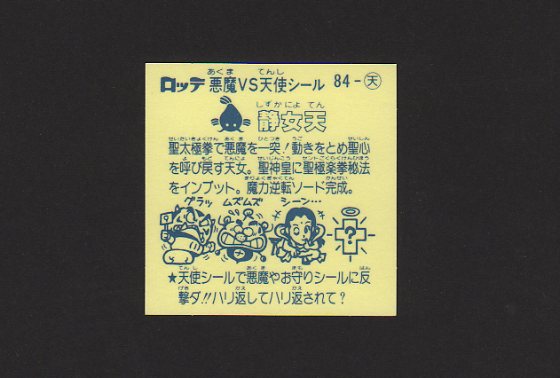 ロッテ 悪魔VS天使シール 84-天
静女天
聖太極拳で悪魔を一突!動きをとめ聖心
を呼び戻す天女。聖神皇に聖極楽拳秘法
をインプット。魔力逆転ソード完成。
グラッ ムズムズ シーン…
★天使シールで悪魔やお守りシールに反
撃ダ!!ハリ返してハリ返されて?